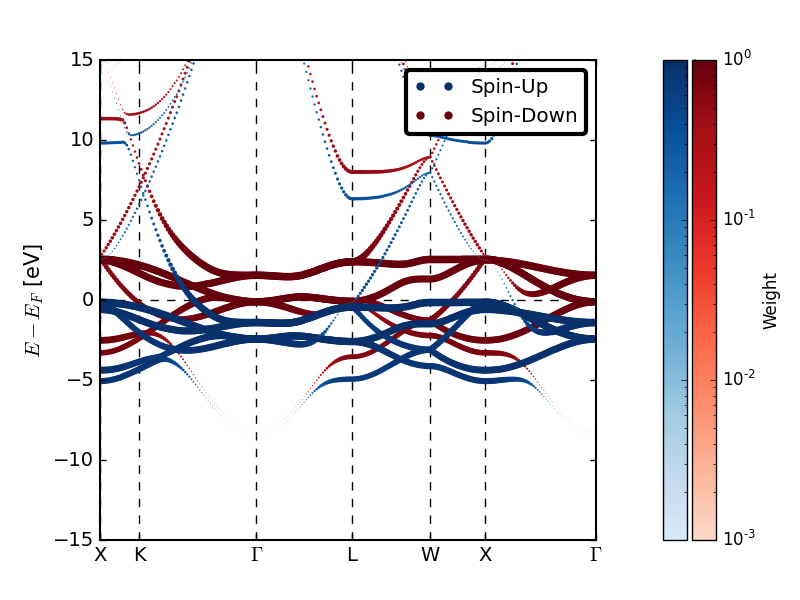 15
10
5
0
−5
−10
−15
E − E_F [eV]
X K Γ L W X Γ
Spin-Up
Spin-Down
10^0
10^-1
10^-2
10^-3
Weight